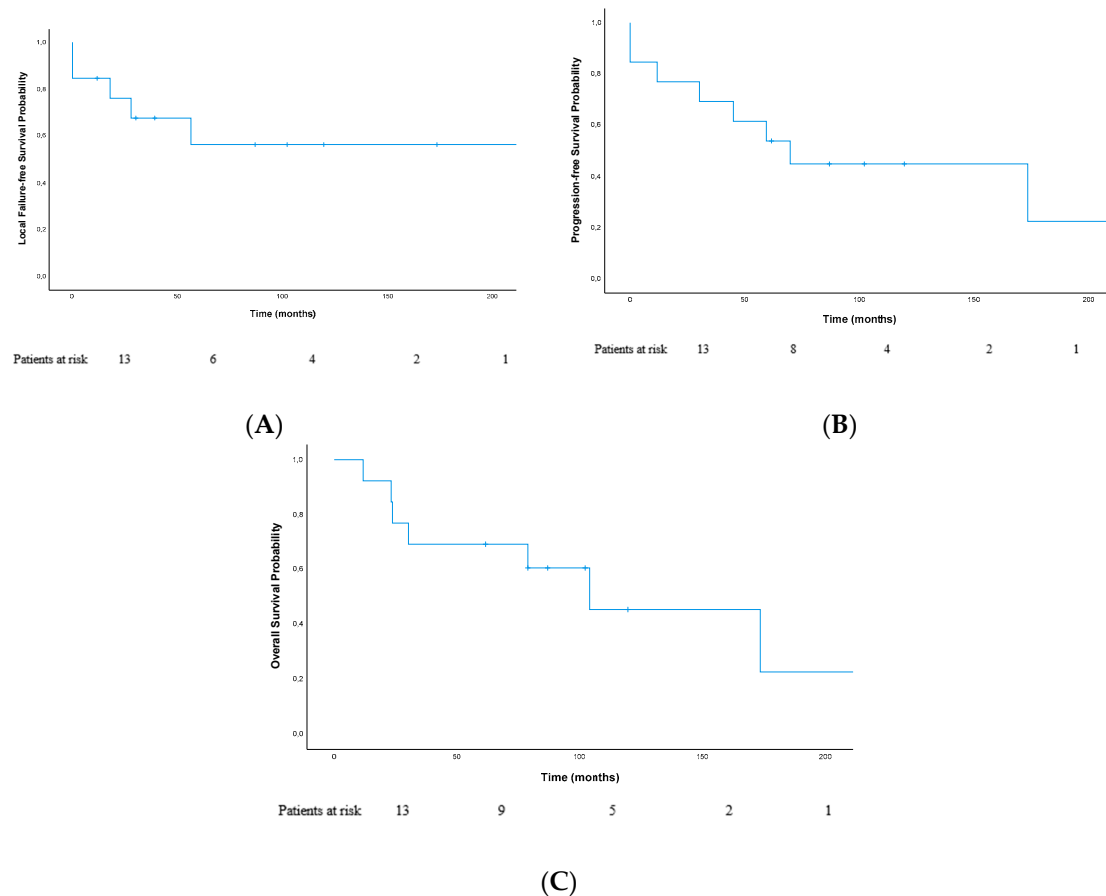 1,0
0,8
0,6
0,4
0,2
0,0
Local Failure-free Survival Probability
0 50 100 150 200
Time (months)
Patients at risk 13 6 4 2 1
(A)
1,0
0,8
0,6
0,4
0,2
0,0
Progression-free Survival Probability
0 50 100 150 200
Time (months)
Patients at risk 13 8 4 2 1
(B)
1,0
0,8
0,6
0,4
0,2
0,0
Overall Survival Probability
0 50 100 150 200
Time (months)
Patients at risk 13 9 5 2 1
(C)